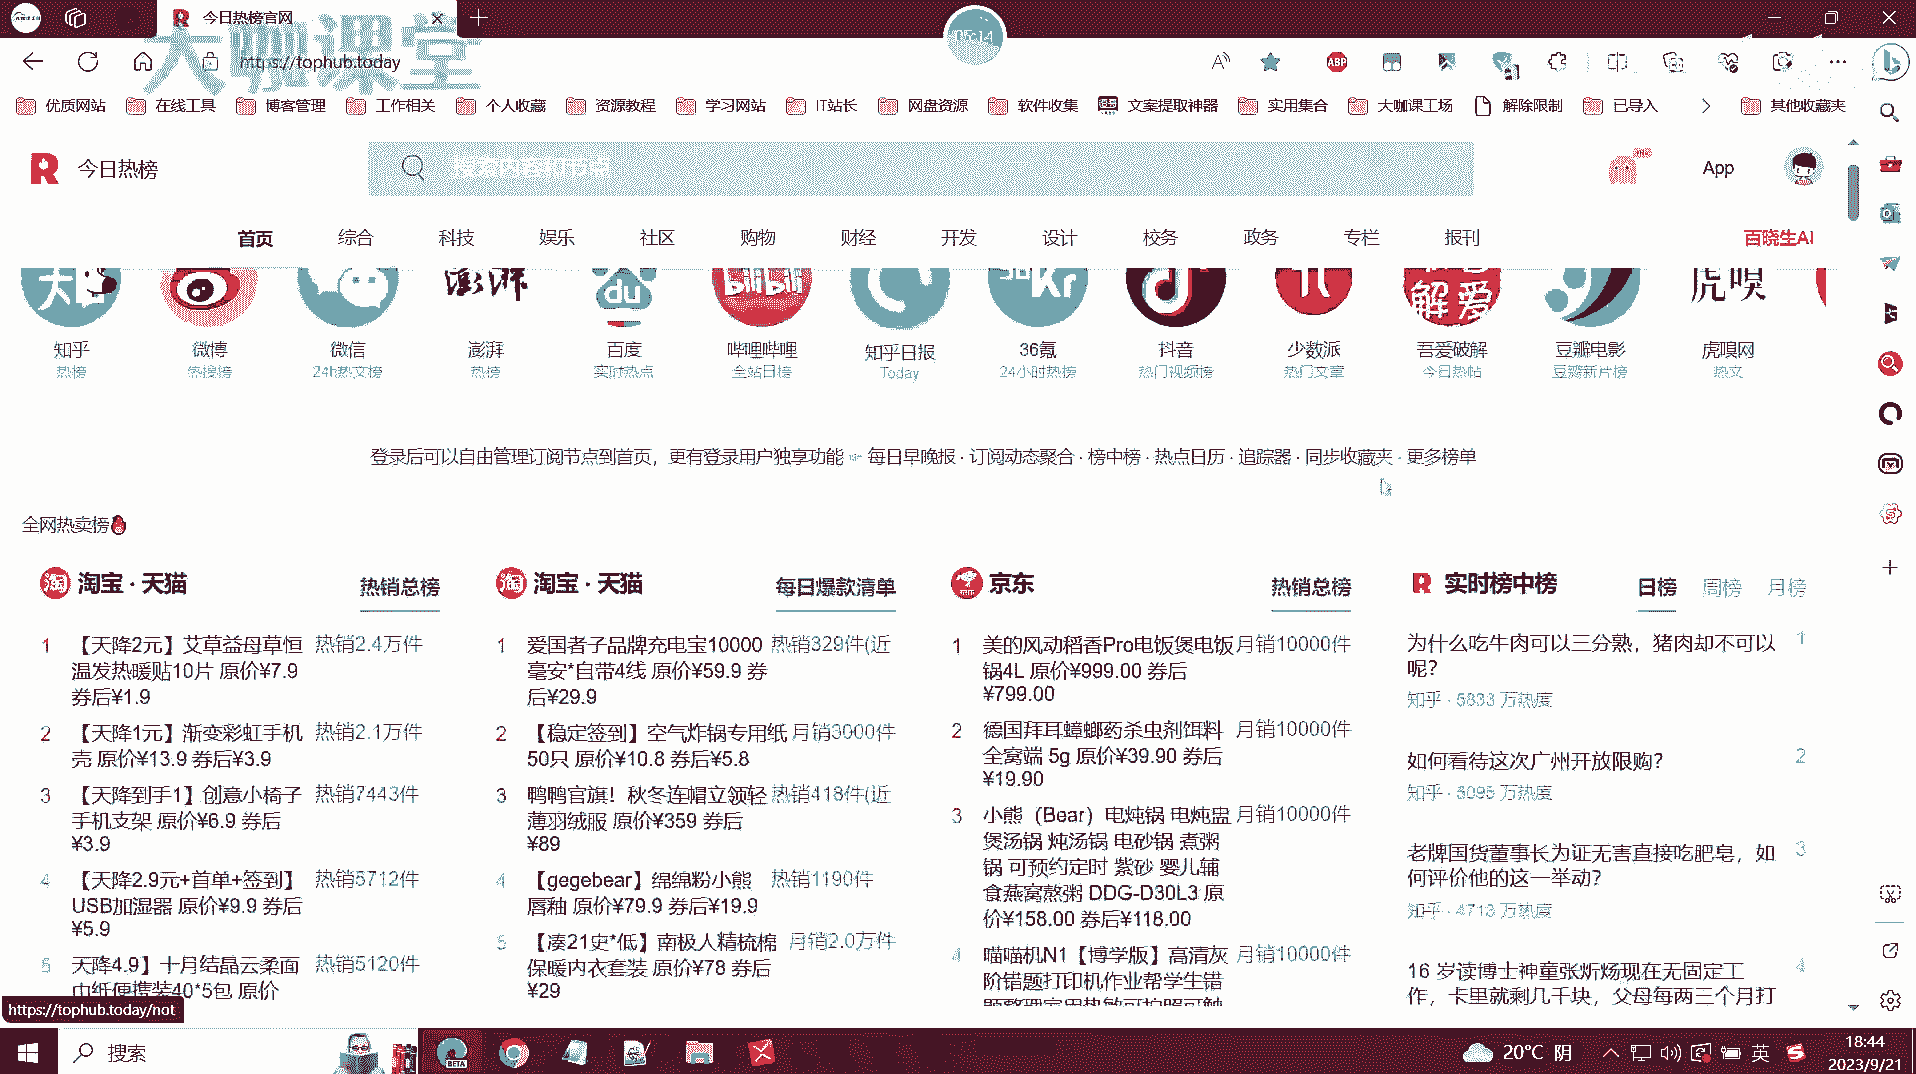 今日热榜官网
大咖课堂
05:14
https://tophub.today
优质网站 在线工具 博客管理 工作相关 个人收藏 资源教程 学习网站 IT站长 网盘资源 软件收集 文案提取神器 实用集合 大咖课工场 解除限制 已导入 其他收藏夹
今日热榜 搜索内容和节点 App
首页 综合 科技 娱乐 社区 购物 财经 开发 设计 校务 政务 专栏 报刊 百晓生AI
知乎 微博 微信 澎湃 百度 哔哩哔哩 知乎日报 36氪 抖音 少数派 吾爱破解 豆瓣电影 虎嗅网
热榜 热搜榜 24h热文榜 热榜 实时热点 全站日榜 Today 24小时热榜 热门视频榜 热门文章 今日热帖 豆瓣新片榜 热文
登录后可以自由管理订阅节点到首页，更有登录用户独享功能 每日早晚报 · 订阅动态聚合 · 榜中榜 · 热点日历 · 追踪器 · 同步收藏夹 · 更多榜单
全网热卖榜
淘宝 · 天猫 热销总榜
1 【天降2元】艾草益母草恒 热销2.4万件
温发热暖贴10片 原价¥7.9
券后¥1.9
2 【天降1元】渐变彩虹手机 热销2.1万件
壳 原价¥13.9 券后¥3.9
3 【天降到手1】创意小椅子 热销7443件
手机支架 原价¥6.9 券后
¥3.9
4 【天降2.9元+首单+签到】 热销5712件
USB加湿器 原价¥9.9 券后
¥5.9
5 天降4.9】十月结晶云柔面 热销5120件
巾纸便携装40*5包 原价
淘宝 · 天猫 每日爆款清单
1 爱国者子品牌充电宝10000 热销329件(近
毫安*自带4线 原价¥59.9 券
后¥29.9
2 【稳定签到】空气炸锅专用纸 月销3000件
50只 原价¥10.8 券后¥5.8
3 鸭鸭官旗！秋冬连帽立领轻 热销418件(近
薄羽绒服 原价¥359 券后
¥89
4 【gegebear】绵绵粉小熊 热销1190件
唇釉 原价¥79.9 券后¥19.9
5 【凑21史*低】南极人精梳棉 月销2.0万件
保暖内衣套装 原价¥78 券后
¥29
京东 热销总榜
1 美的风动稻香Pro电饭煲电饭 月销10000件
锅4L 原价¥999.00 券后
¥799.00
2 德国拜耳蟑螂药杀虫剂饵料 月销10000件
全窝端 5g 原价¥39.90 券后
¥19.90
3 小熊（Bear）电炖锅 电炖盅 月销10000件
煲汤锅 炖汤锅 电砂锅 煮粥
锅 可预约定时 紫砂 婴儿辅
食燕窝熬粥 DDG-D30L3 原
价¥158.00 券后¥118.00
4 喵喵机N1【博学版】高清灰 月销10000件
阶错题打印机作业帮学生错
实时榜中榜 日榜 周榜 月榜
为什么吃牛肉可以三分熟，猪肉却不可以 1
呢？
知乎 · 5833 万热度
如何看待这次广州开放限购？ 2
知乎 · 5095 万热度
老牌国货董事长为证无害直接吃肥皂，如 3
何评价他的这一举动？
知乎 · 4713 万热度
16 岁读博士神童张炘炀现在无固定工 4
作，卡里就剩几千块，父母每两三个月打
https://tophub.today/not
搜索
20°C 阴
英
18:44
2023/9/21